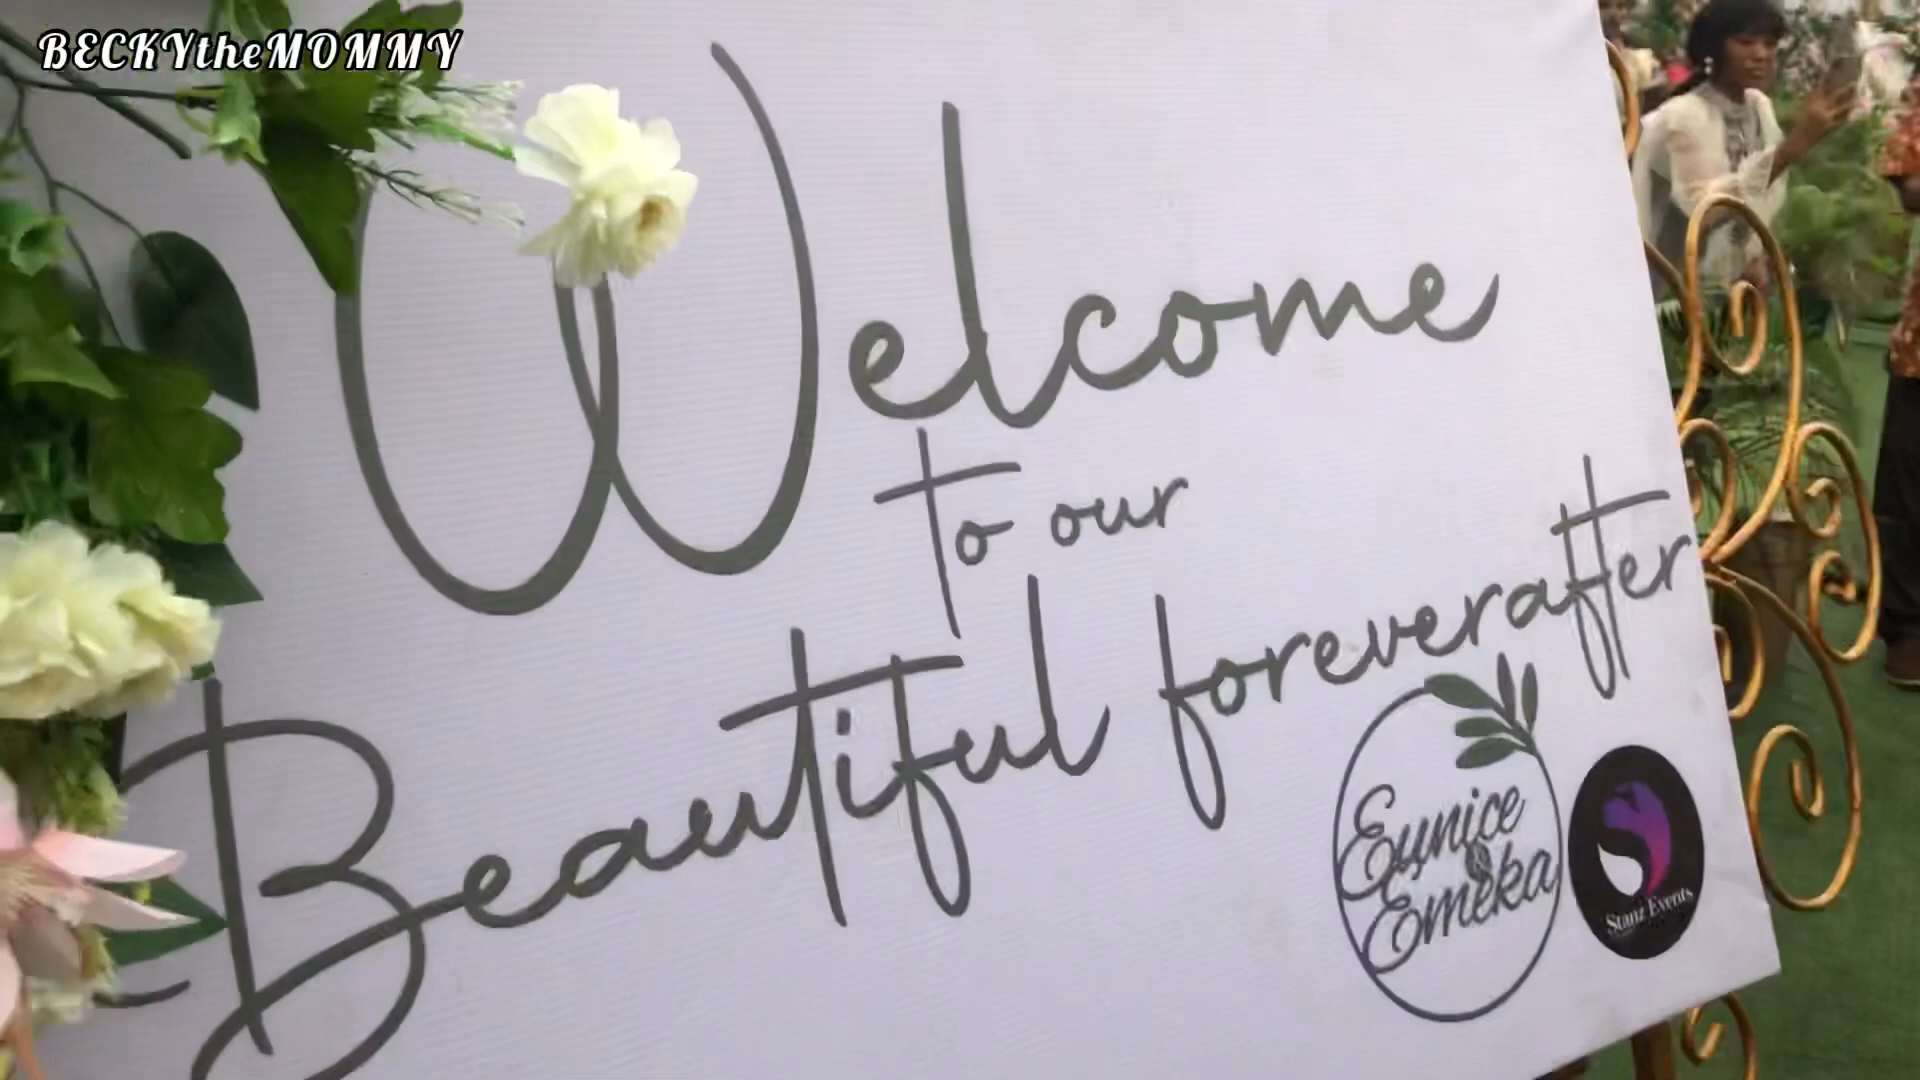 BECKYtheMOMMY
Welcome
to our
Beautiful foreverafter
Eunice
&
Emeka
Stanz Events